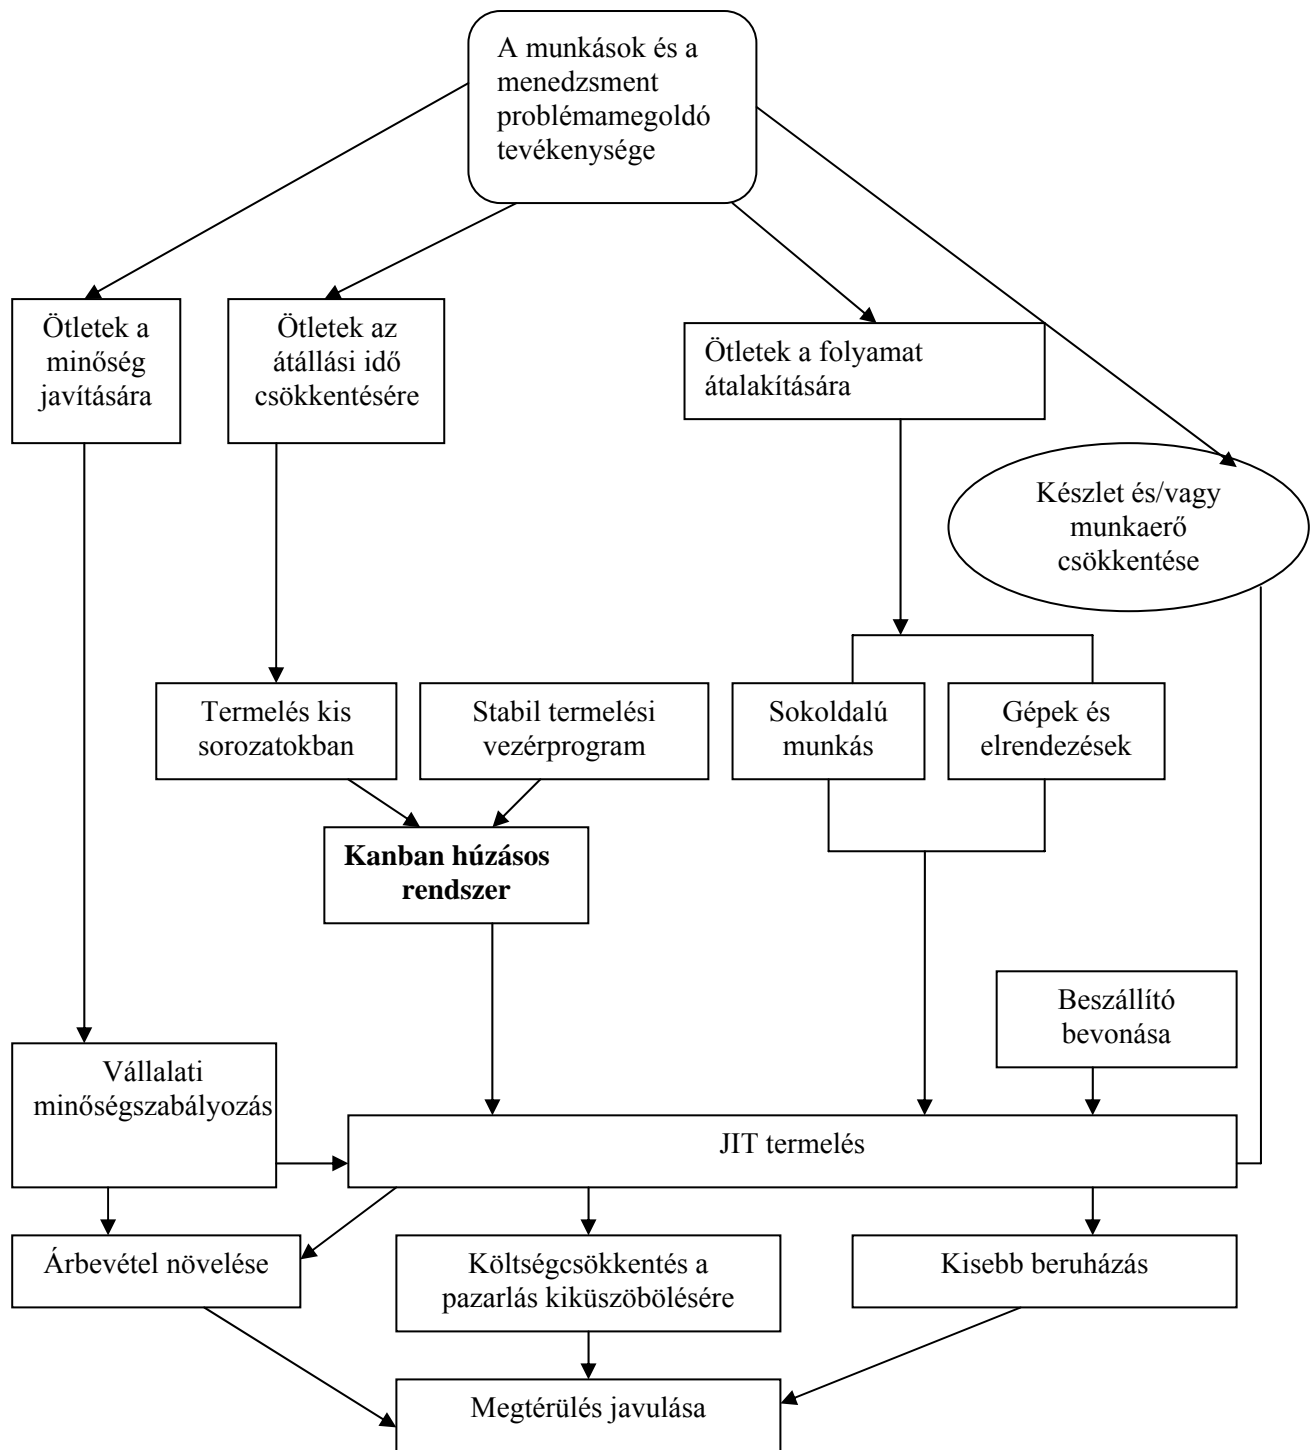 A munkások és a
menedzsment
problémamegoldó
tevékenysége
Ötletek a
minőség
javítására
Ötletek az
átállási idő
csökkentésére
Ötletek a folyamat
átalakítására
Készlet és/vagy
munkaerő
csökkentése
Termelés kis
sorozatokban
Stabil termelési
vezérprogram
Sokoldalú
munkás
Gépek és
elrendezések
Kanban húzásos
rendszer
Beszállító
bevonása
Vállalati
minőségszabályozás
JIT termelés
Árbevétel növelése
Költségcsökkentés a
pazarlás kiküszöbölésére
Kisebb beruházás
Megtérülés javulása